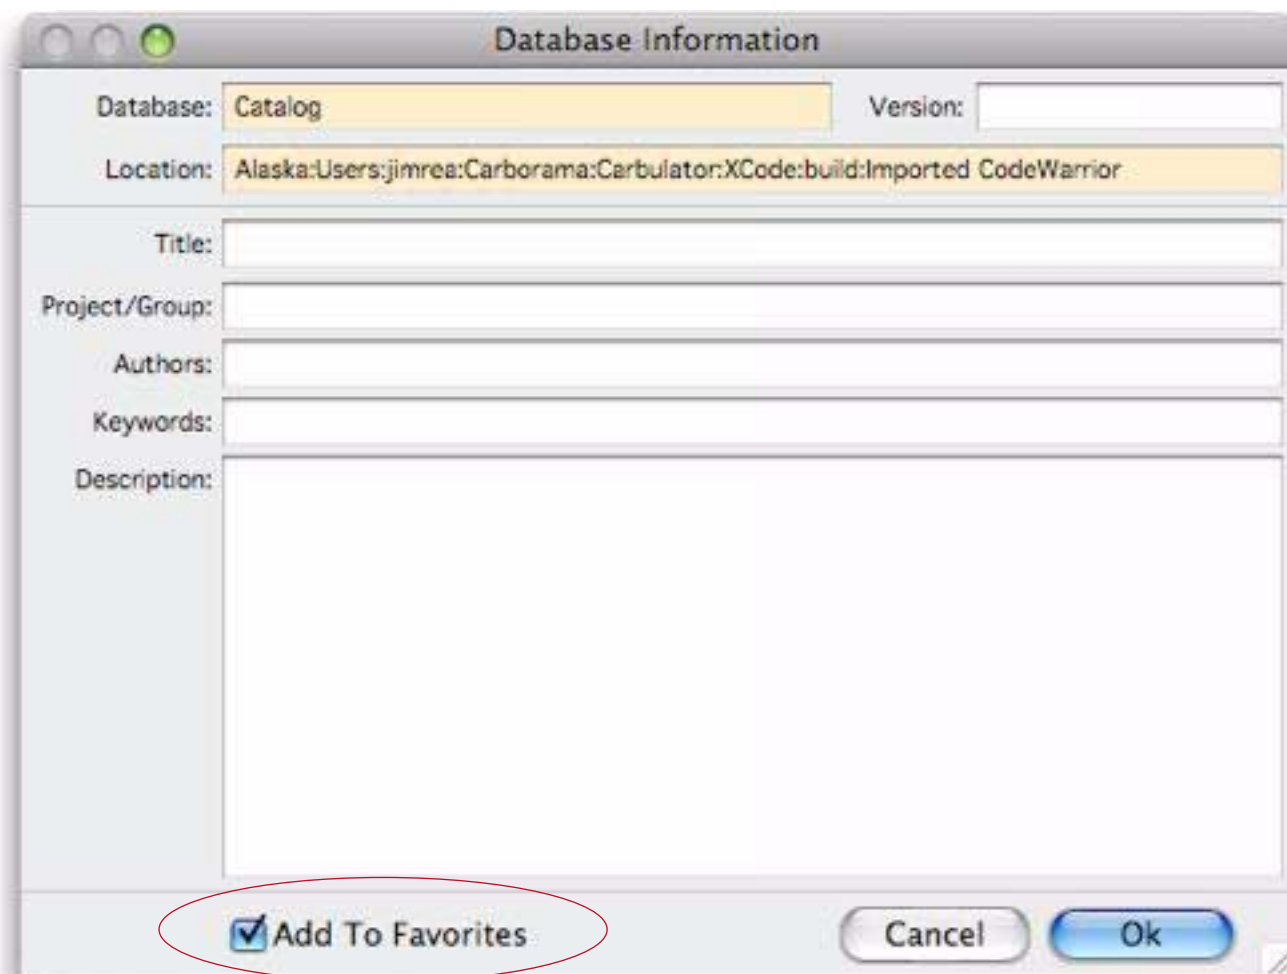 Database Information
Database: Catalog Version:
Location: Alaska:Users:jimrea:Carborama:Carbulator:XCode:build:Imported CodeWarrior
Title:
Project/Group:
Authors:
Keywords:
Description:
Add To Favorites Cancel Ok